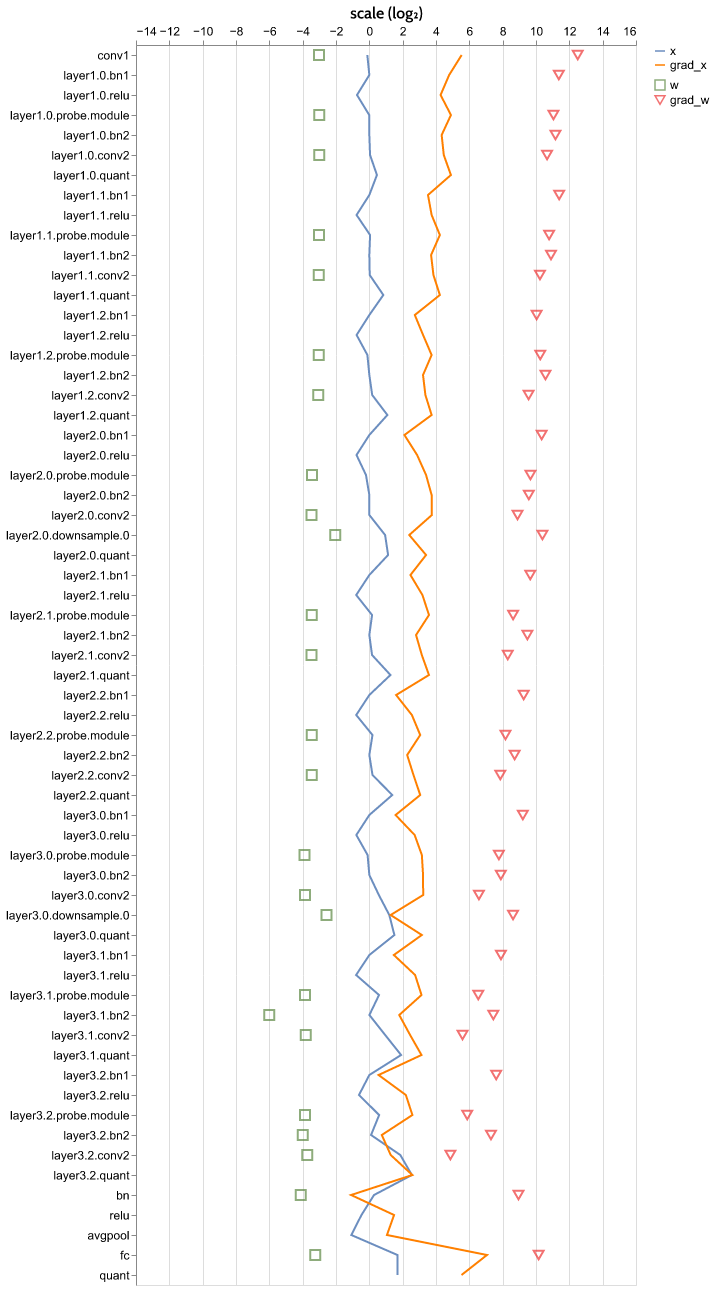 scale (log₂)
−14 −12 −10 −8 −6 −4 −2 0 2 4 6 8 10 12 14 16
x
grad_x
w
grad_w
conv1
layer1.0.bn1
layer1.0.relu
layer1.0.probe.module
layer1.0.bn2
layer1.0.conv2
layer1.0.quant
layer1.1.bn1
layer1.1.relu
layer1.1.probe.module
layer1.1.bn2
layer1.1.conv2
layer1.1.quant
layer1.2.bn1
layer1.2.relu
layer1.2.probe.module
layer1.2.bn2
layer1.2.conv2
layer1.2.quant
layer2.0.bn1
layer2.0.relu
layer2.0.probe.module
layer2.0.bn2
layer2.0.conv2
layer2.0.downsample.0
layer2.0.quant
layer2.1.bn1
layer2.1.relu
layer2.1.probe.module
layer2.1.bn2
layer2.1.conv2
layer2.1.quant
layer2.2.bn1
layer2.2.relu
layer2.2.probe.module
layer2.2.bn2
layer2.2.conv2
layer2.2.quant
layer3.0.bn1
layer3.0.relu
layer3.0.probe.module
layer3.0.bn2
layer3.0.conv2
layer3.0.downsample.0
layer3.0.quant
layer3.1.bn1
layer3.1.relu
layer3.1.probe.module
layer3.1.bn2
layer3.1.conv2
layer3.1.quant
layer3.2.bn1
layer3.2.relu
layer3.2.probe.module
layer3.2.bn2
layer3.2.conv2
layer3.2.quant
bn
relu
avgpool
fc
quant